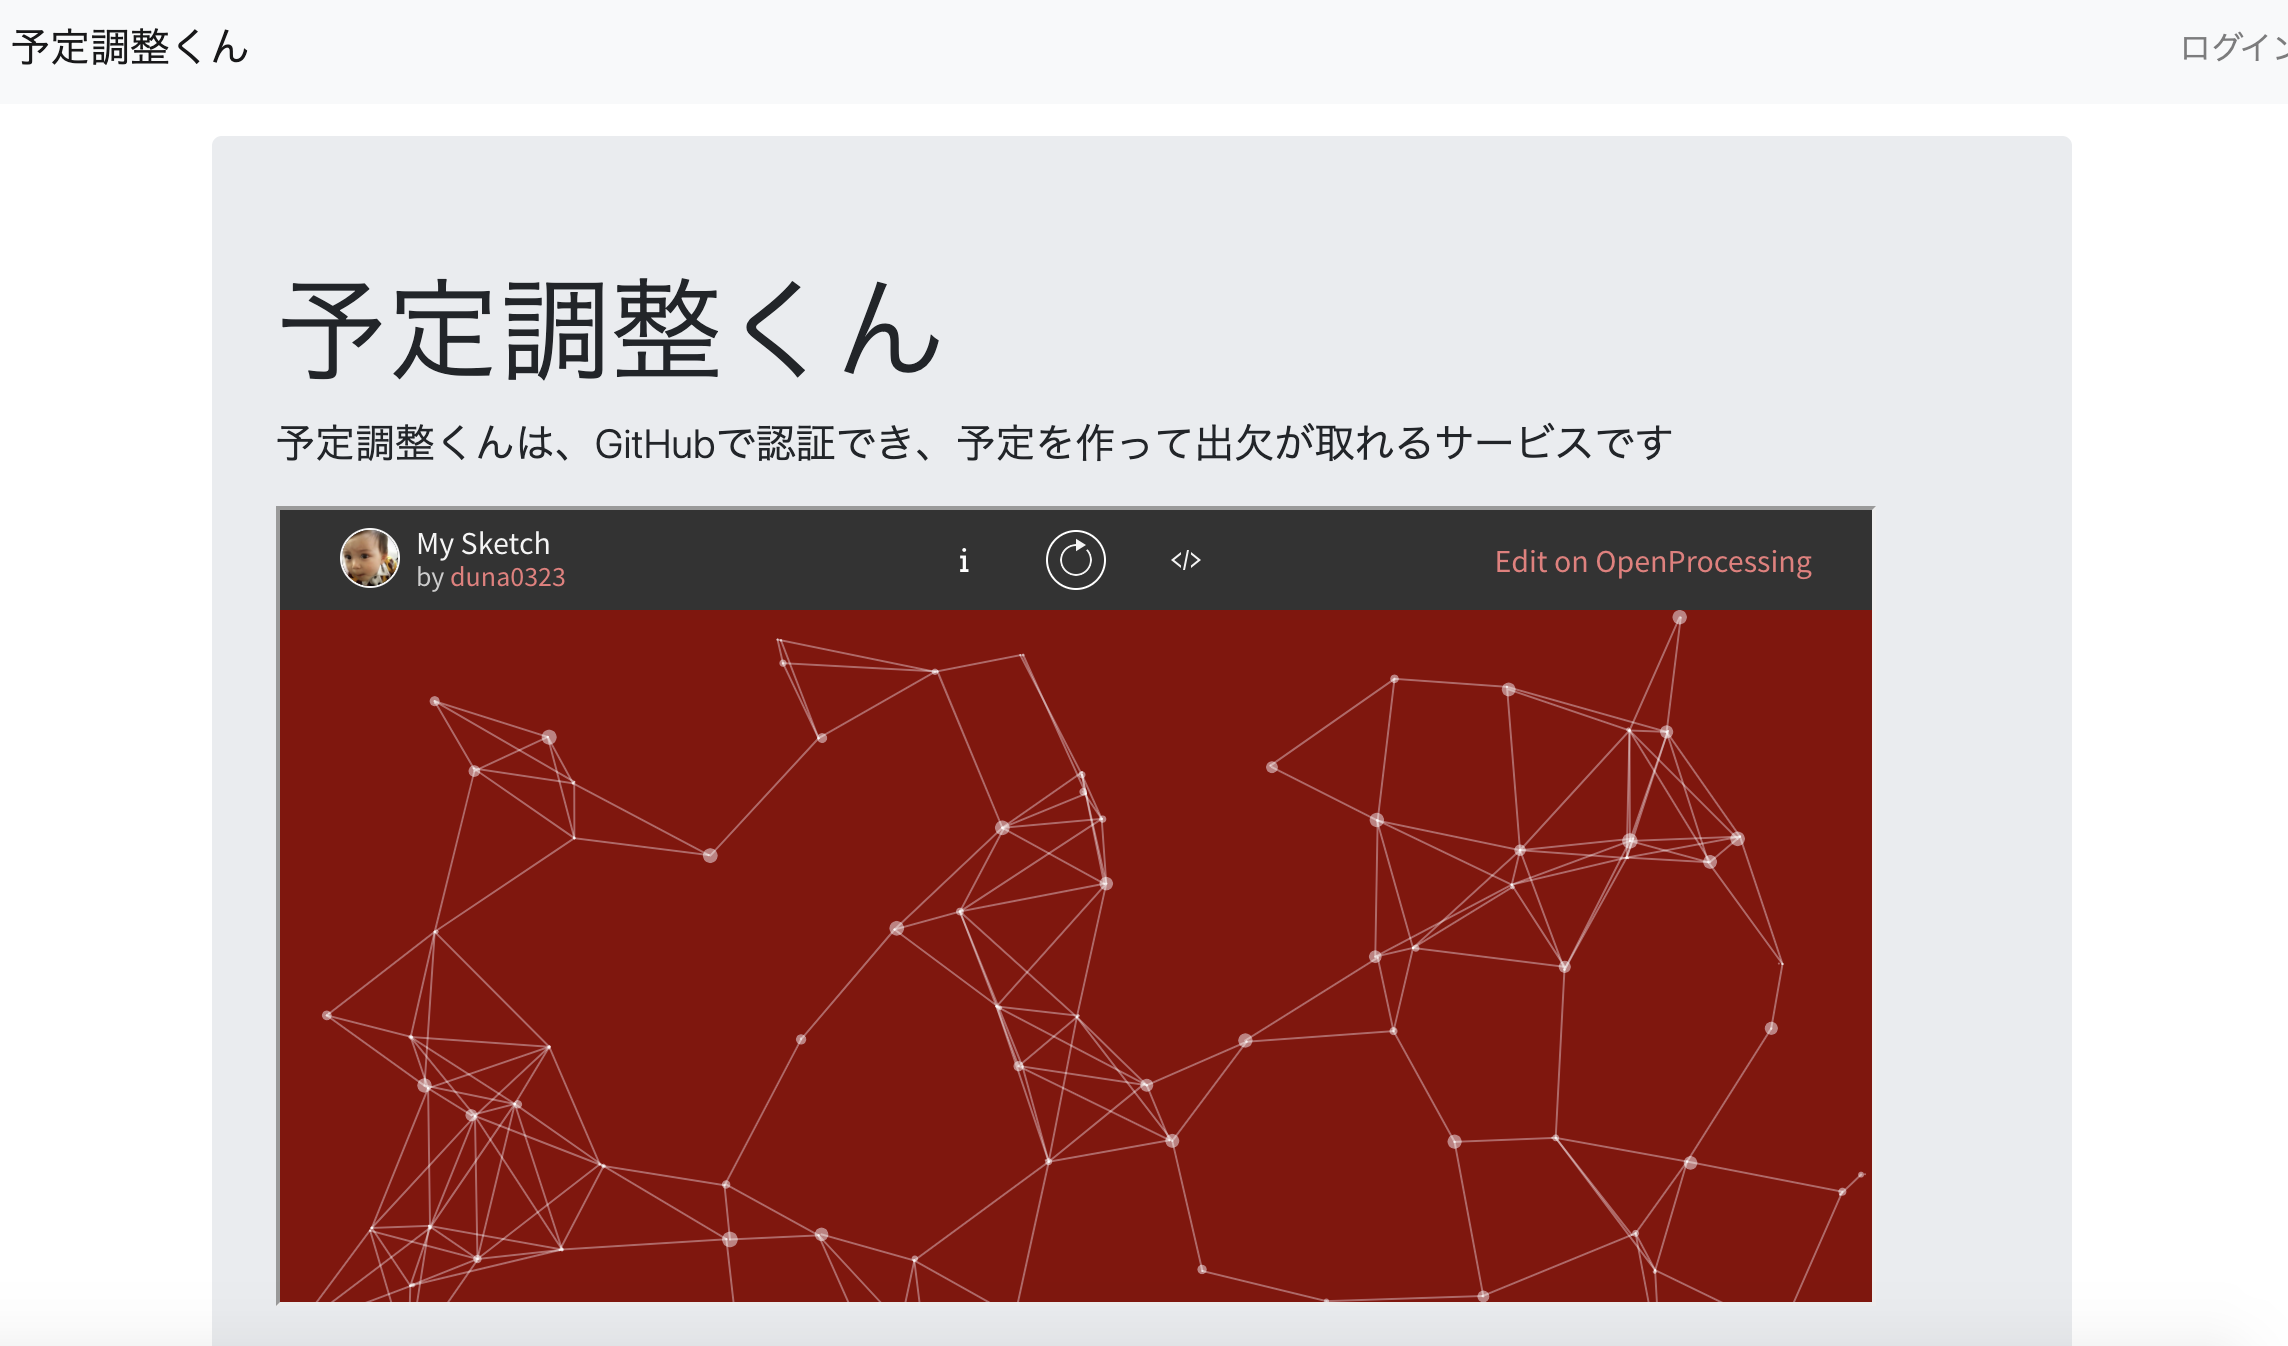 予定調整くん
ログイン
予定調整くん
予定調整くんは、GitHubで認証でき、予定を作って出欠が取れるサービスです
My Sketch
by duna0323
i
</>
Edit on OpenProcessing